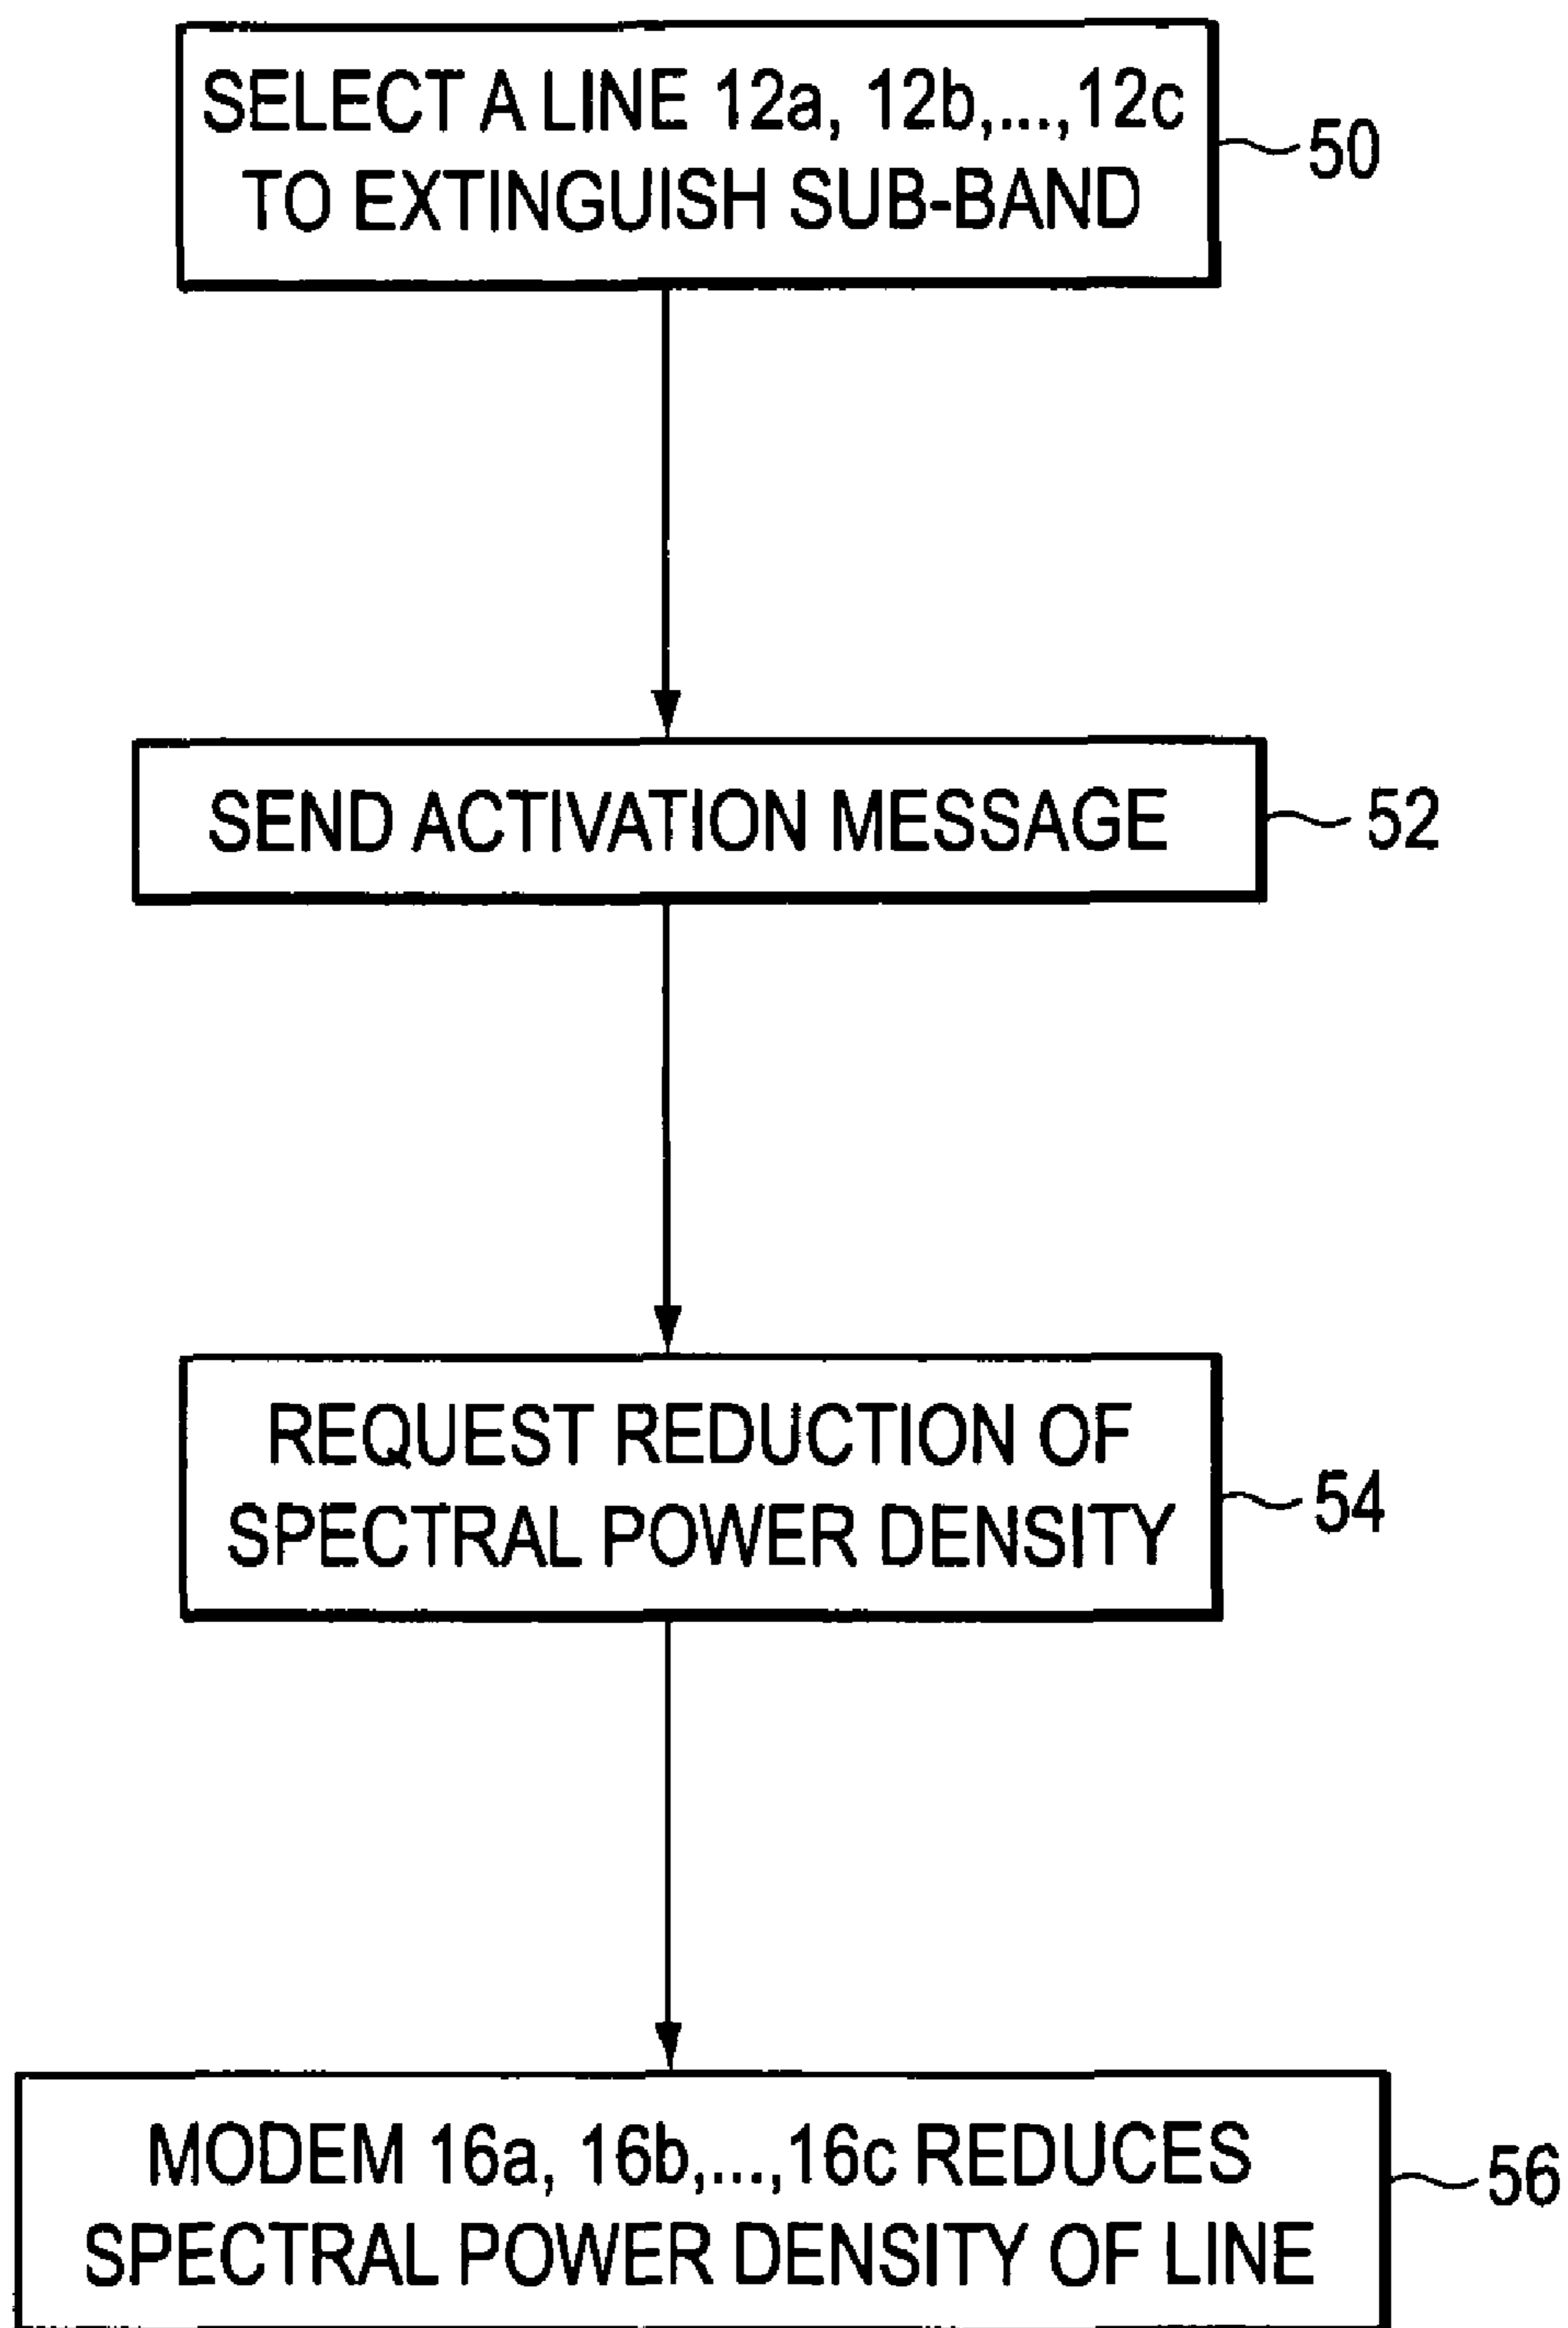 SELECT A LINE 12a, 12b,...,12c
TO EXTINGUISH SUB-BAND
50
SEND ACTIVATION MESSAGE
52
REQUEST REDUCTION OF
SPECTRAL POWER DENSITY
54
MODEM 16a, 16b,...,16c REDUCES
SPECTRAL POWER DENSITY OF LINE
56